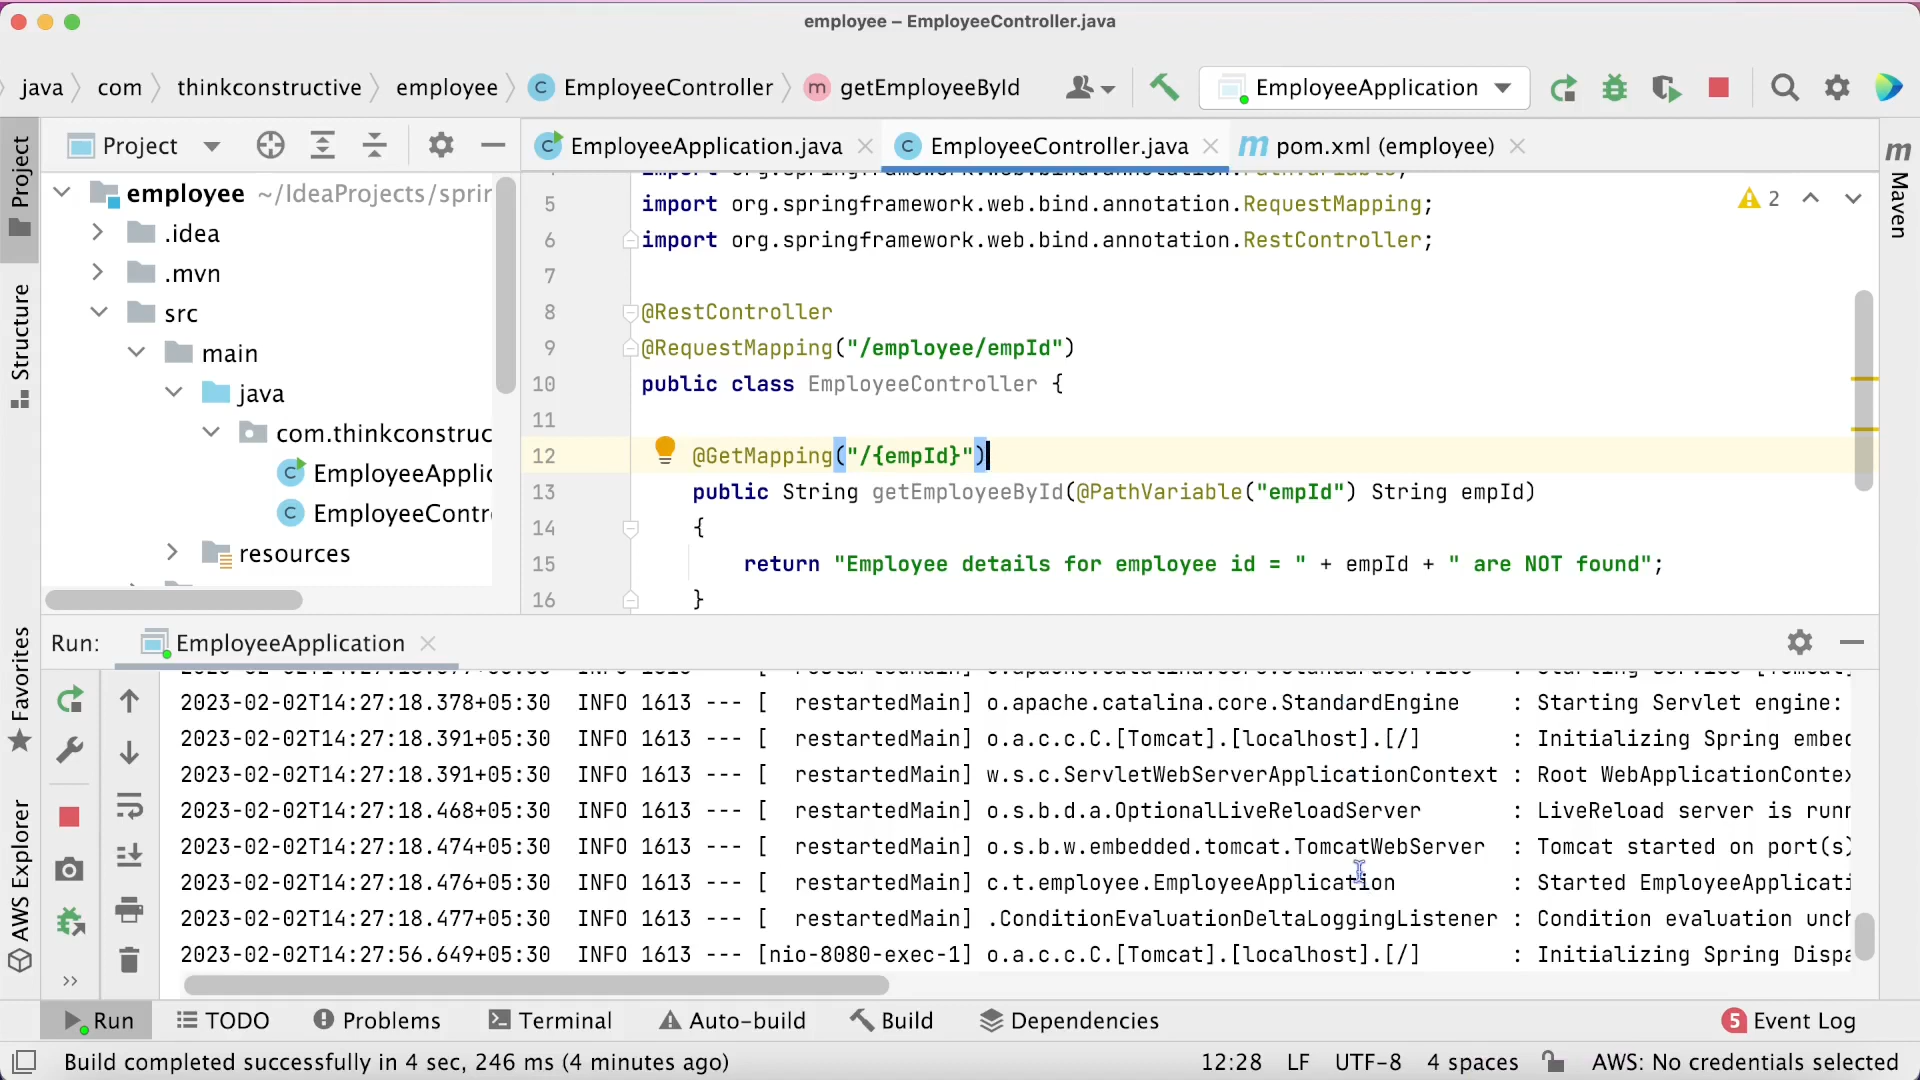 employee – EmployeeController.java
java com thinkconstructive employee C EmployeeController m getEmployeeById EmployeeApplication
Project
EmployeeApplication.java
EmployeeController.java
pom.xml (employee)
employee ~/IdeaProjects/sprin
.idea
.mvn
src
main
java
com.thinkconstruc
EmployeeApplic
EmployeeContr
resources
2
5 import org.springframework.web.bind.annotation.RequestMapping;
6 import org.springframework.web.bind.annotation.RestController;
7
8 @RestController
9 @RequestMapping("/employee/empId")
10 public class EmployeeController {
11
12 @GetMapping("/{empId}")
13 public String getEmployeeById(@PathVariable("empId") String empId)
14 {
15 return "Employee details for employee id = " + empId + " are NOT found";
16 }
Project
Structure
Favorites
AWS Explorer
m Maven
Run: EmployeeApplication
2023-02-02T14:27:18.378+05:30 INFO 1613 --- [ restartedMain] o.apache.catalina.core.StandardEngine : Starting Servlet engine:
2023-02-02T14:27:18.391+05:30 INFO 1613 --- [ restartedMain] o.a.c.c.C.[Tomcat].[localhost].[/] : Initializing Spring embed
2023-02-02T14:27:18.391+05:30 INFO 1613 --- [ restartedMain] w.s.c.ServletWebServerApplicationContext : Root WebApplicationContex
2023-02-02T14:27:18.468+05:30 INFO 1613 --- [ restartedMain] o.s.b.d.a.OptionalLiveReloadServer : LiveReload server is runn
2023-02-02T14:27:18.474+05:30 INFO 1613 --- [ restartedMain] o.s.b.w.embedded.tomcat.TomcatWebServer : Tomcat started on port(s)
2023-02-02T14:27:18.476+05:30 INFO 1613 --- [ restartedMain] c.t.employee.EmployeeApplication : Started EmployeeApplicati
2023-02-02T14:27:18.477+05:30 INFO 1613 --- [ restartedMain] .ConditionEvaluationDeltaLoggingListener : Condition evaluation unch
2023-02-02T14:27:56.649+05:30 INFO 1613 --- [nio-8080-exec-1] o.a.c.c.C.[Tomcat].[localhost].[/] : Initializing Spring Dispa
Run TODO Problems Terminal Auto-build Build Dependencies 5 Event Log
Build completed successfully in 4 sec, 246 ms (4 minutes ago) 12:28 LF UTF-8 4 spaces AWS: No credentials selected